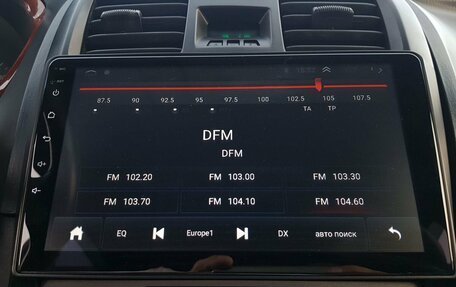 87.5 90 92.5 95 97.5 100 102.5 105 107.5
TA TP
DFM
DFM
FM 102.20 FM 103.00 FM 103.30
FM 103.70 FM 104.10 FM 104.60
EQ Europe1 DX авто поиск